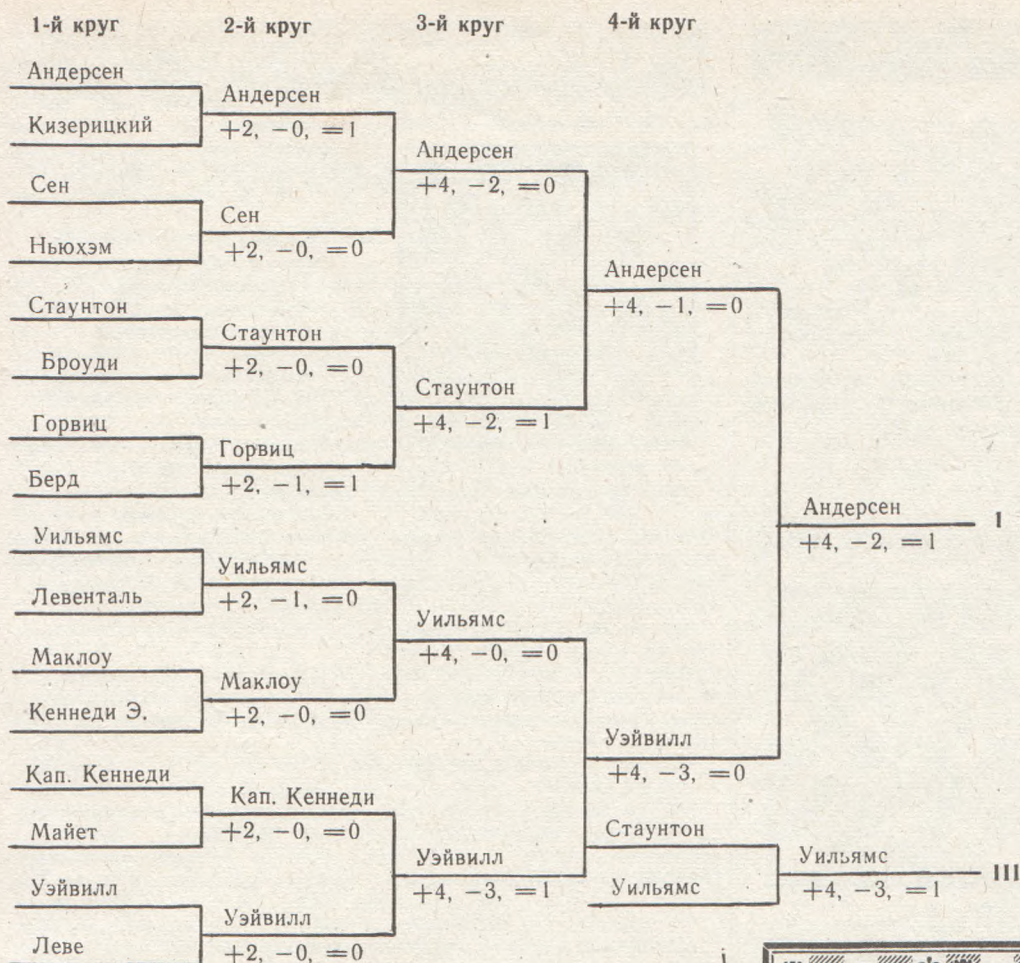 1-й круг 2-й круг 3-й круг 4-й круг
Андерсен
Кизерицкий
Сен
Ньюхэм
Стаунтон
Броуди
Горвиц
Берд
Уильямс
Левенталь
Маклоу
Кеннеди Э.
Кап. Кеннеди
Майет
Уэйвилл
Леве
Андерсен
+2, −0, =1
Сен
+2, −0, =0
Стаунтон
+2, −0, =0
Горвиц
+2, −1, =1
Уильямс
+2, −1, =0
Маклоу
+2, −0, =0
Кап. Кеннеди
+2, −0, =0
Уэйвилл
+2, −0, =0
Андерсен
+4, −2, =0
Стаунтон
+4, −2, =1
Уильямс
+4, −0, =0
Уэйвилл
+4, −3, =1
Андерсен
+4, −1, =0
Уэйвилл
+4, −3, =0
Стаунтон
Уильямс
Андерсен I
+4, −2, =1
Уильямс III
+4, −3, =1